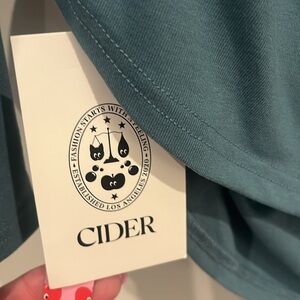 FASHION STARTS WITH A FEELING
ESTABLISHED LOS ANGELES 2020
CIDER